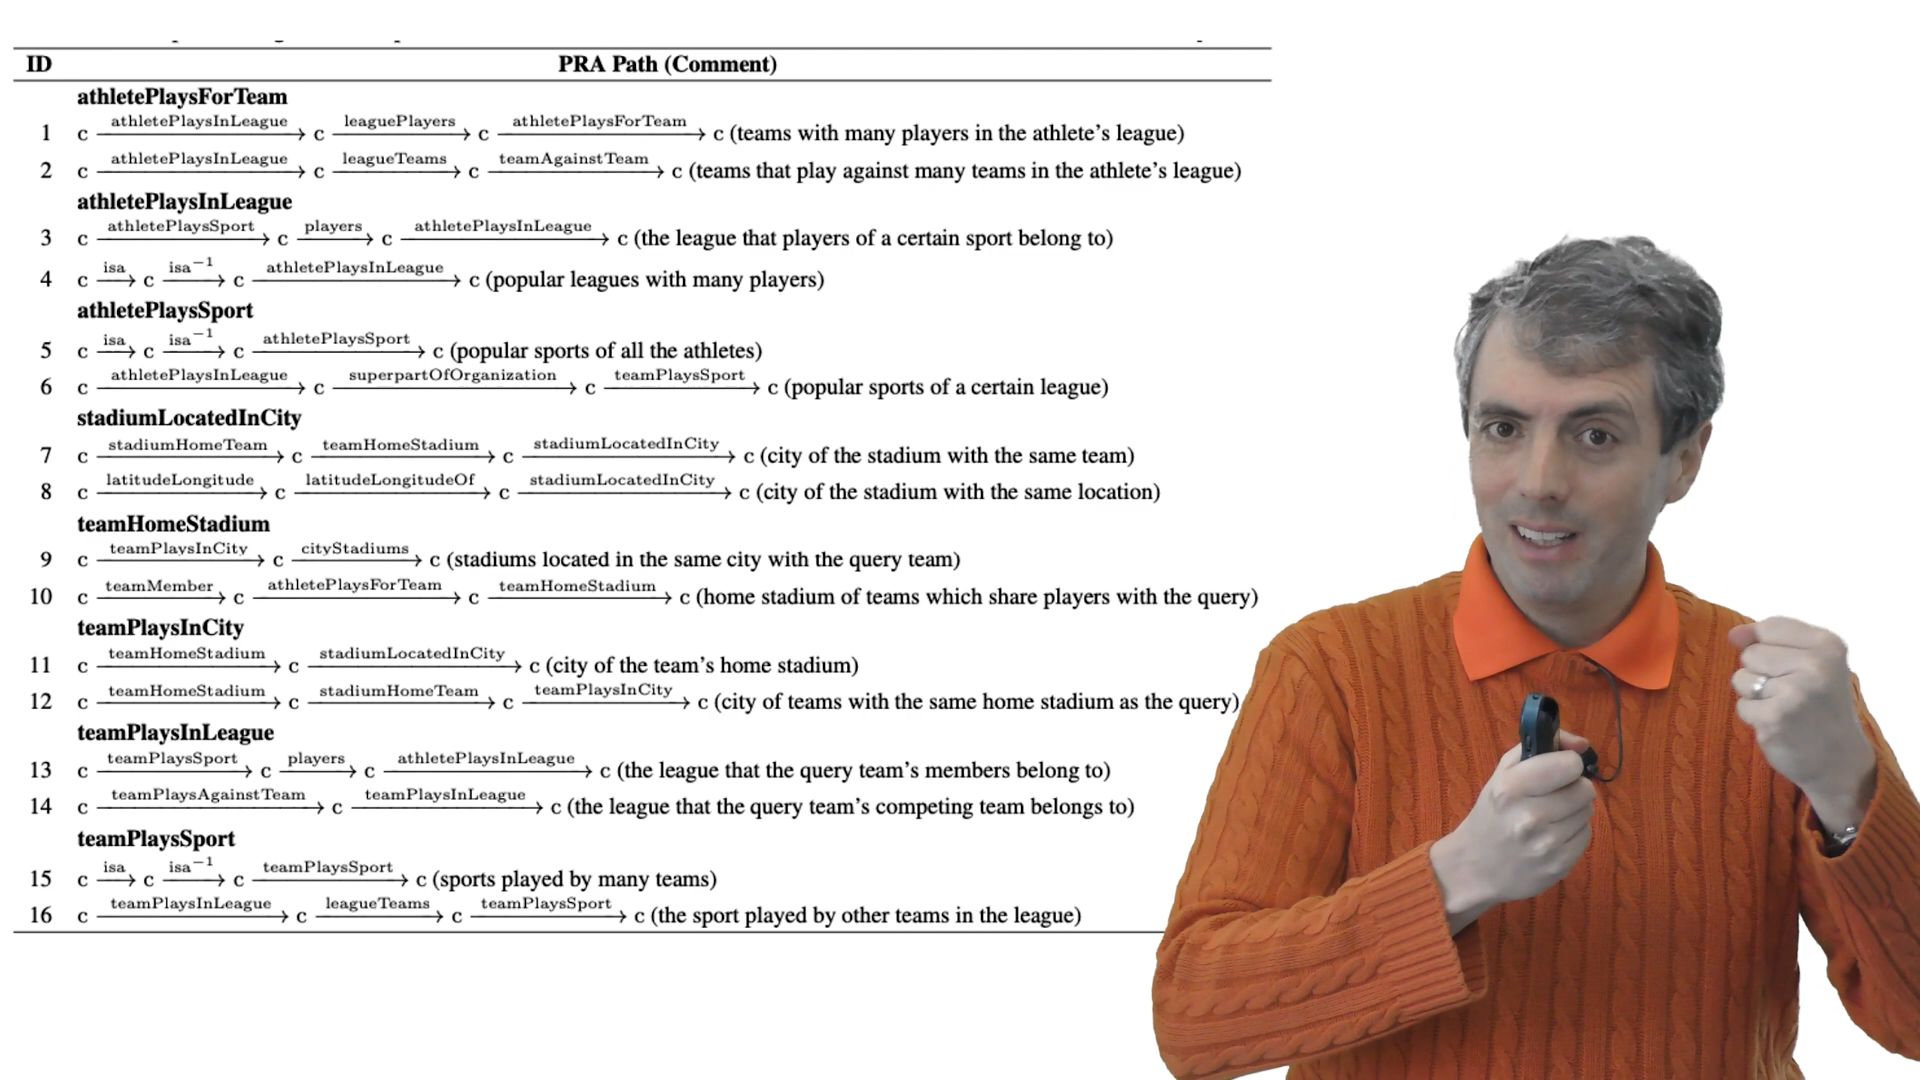 ID PRA Path (Comment)
athletePlaysForTeam
1 c athletePlaysInLeague c leaguePlayers c athletePlaysForTeam c (teams with many players in the athlete's league)
2 c athletePlaysInLeague c leagueTeams c teamAgainstTeam c (teams that play against many teams in the athlete's league)
athletePlaysInLeague
3 c athletePlaysSport c players c athletePlaysInLeague c (the league that players of a certain sport belong to)
4 c isa c isa⁻¹ c athletePlaysInLeague c (popular leagues with many players)
athletePlaysSport
5 c isa c isa⁻¹ c athletePlaysSport c (popular sports of all the athletes)
6 c athletePlaysInLeague c superpartOfOrganization c teamPlaysSport c (popular sports of a certain league)
stadiumLocatedInCity
7 c stadiumHomeTeam c teamHomeStadium c stadiumLocatedInCity c (city of the stadium with the same team)
8 c latitudeLongitude c latitudeLongitudeOf c stadiumLocatedInCity c (city of the stadium with the same location)
teamHomeStadium
9 c teamPlaysInCity c cityStadiums c (stadiums located in the same city with the query team)
10 c teamMember c athletePlaysForTeam c teamHomeStadium c (home stadium of teams which share players with the query)
teamPlaysInCity
11 c teamHomeStadium c stadiumLocatedInCity c (city of the team's home stadium)
12 c teamHomeStadium c stadiumHomeTeam c teamPlaysInCity c (city of teams with the same home stadium as the query)
teamPlaysInLeague
13 c teamPlaysSport c players c athletePlaysInLeague c (the league that the query team's members belong to)
14 c teamPlaysAgainstTeam c teamPlaysInLeague c (the league that the query team's competing team belongs to)
teamPlaysSport
15 c isa c isa⁻¹ c teamPlaysSport c (sports played by many teams)
16 c teamPlaysInLeague c leagueTeams c teamPlaysSport c (the sport played by other teams in the league)